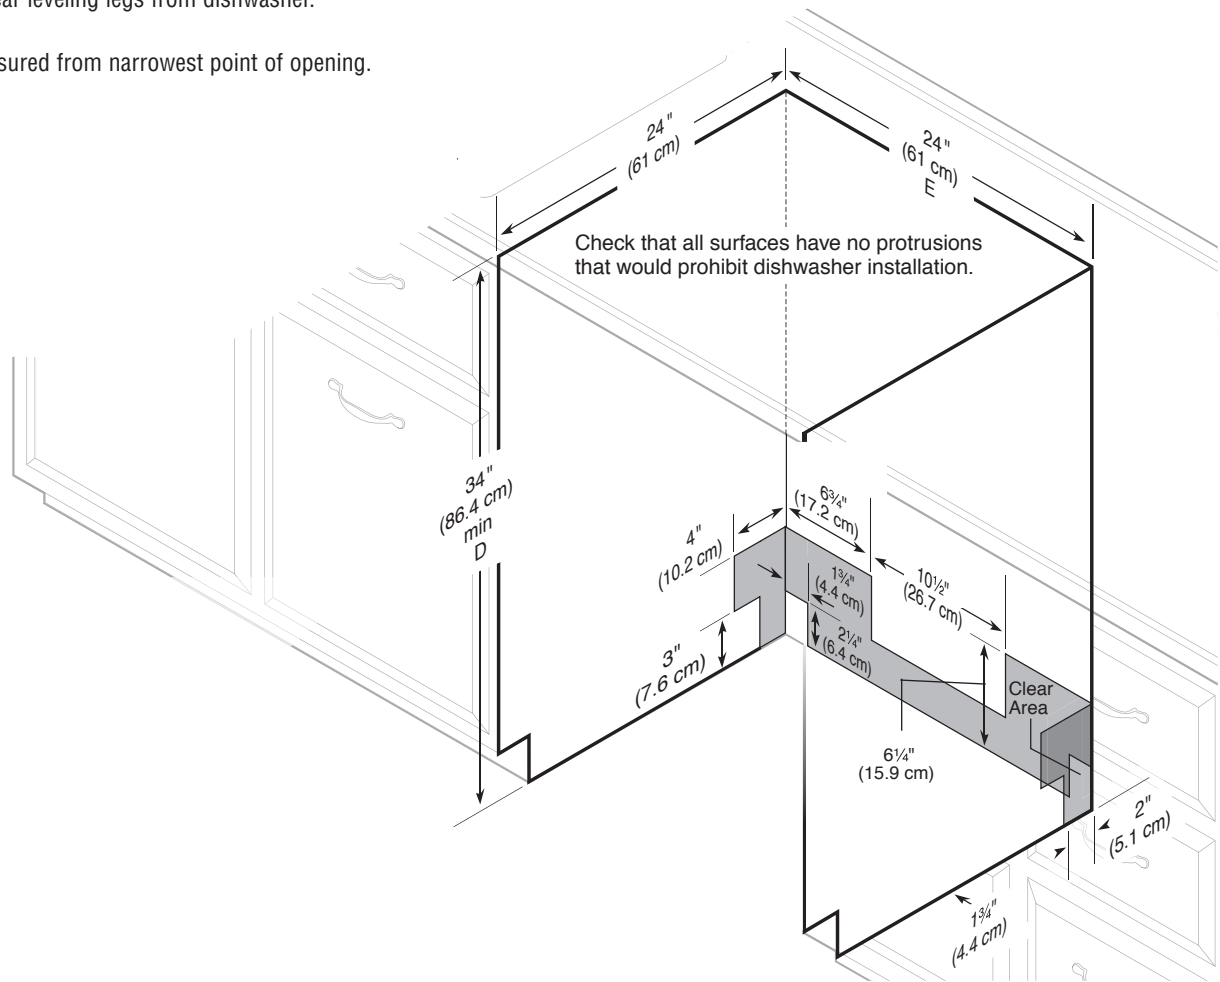 leveling legs from dishwasher.
from narrowest point of opening.
24"
(61 cm)
24"
(61 cm)
E
Check that all surfaces have no protrusions
that would prohibit dishwasher installation.
34"
(86.4 cm)
min
D
6¾"
(17.2 cm)
4"
(10.2 cm)
1¾"
(4.4 cm)
10½"
(26.7 cm)
2¼"
(6.4 cm)
3"
(7.6 cm)
Clear
Area
6¼"
(15.9 cm)
2"
(5.1 cm)
1¾"
(4.4 cm)